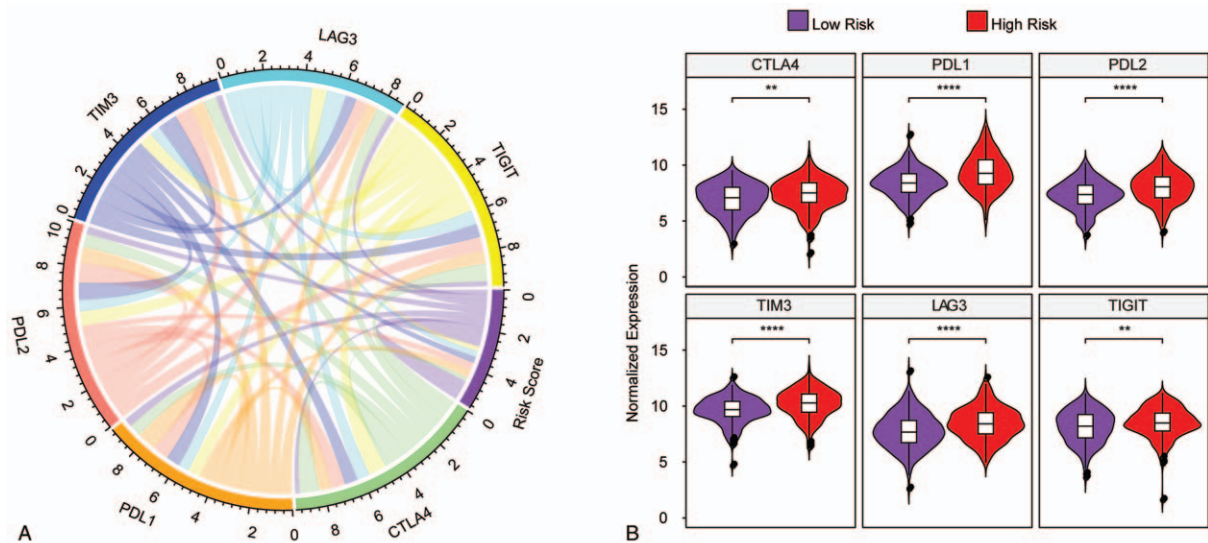 Low Risk High Risk
LAG3
0 2 4 6 8
TIGIT
0 2 4 6 8
Risk Score
0 2 4
CTLA4
0 2 4 6 8
PDL1
0 2 4 6 8
PDL2
0 2 4 6 8 10
TIM3
0 2 4 6 8
A
CTLA4 PDL1 PDL2
** **** ****
15
10
5
0
Normalized Expression
TIM3 LAG3 TIGIT
**** **** **
15
10
5
0
B